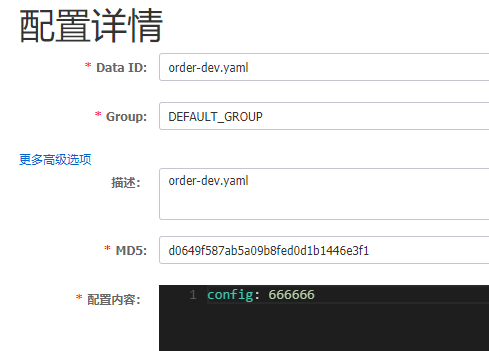 配置详情
* Data ID: order-dev.yaml
* Group: DEFAULT_GROUP
更多高级选项
描述: order-dev.yaml
* MD5: d0649f587ab5a09b8fed0d1b1446e3f1
* 配置内容: 1 config: 666666